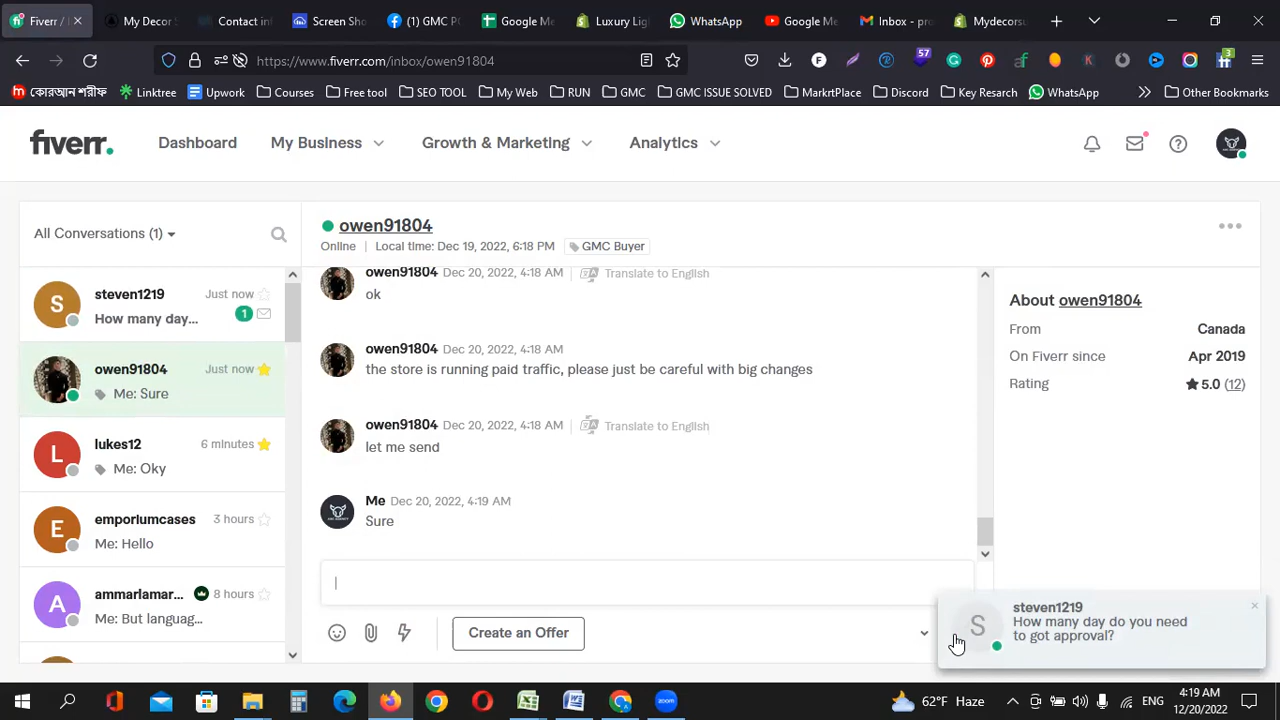 Fiverr /
My Decor S
Contact inf
Screen Sho
(1) GMC PO
Google Me
Luxury Lig
WhatsApp
Google Me
Inbox - pro
Mydecorsu
https://www.fiverr.com/inbox/owen91804
57
3
কোরআন শরীফ
Linktree
Upwork
Courses
Free tool
SEO TOOL
My Web
RUN
GMC
GMC ISSUE SOLVED
MarkrtPlace
Discord
Key Resarch
WhatsApp
Other Bookmarks
fiverr.
Dashboard
My Business
Growth & Marketing
Analytics
All Conversations (1)
owen91804
Online | Local time: Dec 19, 2022, 6:18 PM
GMC Buyer
S
steven1219
Just now
How many day...
1
owen91804
Just now
Me: Sure
L
lukes12
6 minutes
Me: Oky
E
emporiumcases
3 hours
Me: Hello
A
ammarlamar...
8 hours
Me: But languag...
owen91804 Dec 20, 2022, 4:18 AM | Translate to English
ok
owen91804 Dec 20, 2022, 4:18 AM
the store is running paid traffic, please just be careful with big changes
owen91804 Dec 20, 2022, 4:18 AM | Translate to English
let me send
Me Dec 20, 2022, 4:19 AM
Sure
Create an Offer
About owen91804
From Canada
On Fiverr since Apr 2019
Rating 5.0 (12)
S
steven1219
How many day do you need
to got approval?
zoom
62°F Haze
ENG
4:19 AM
12/20/2022